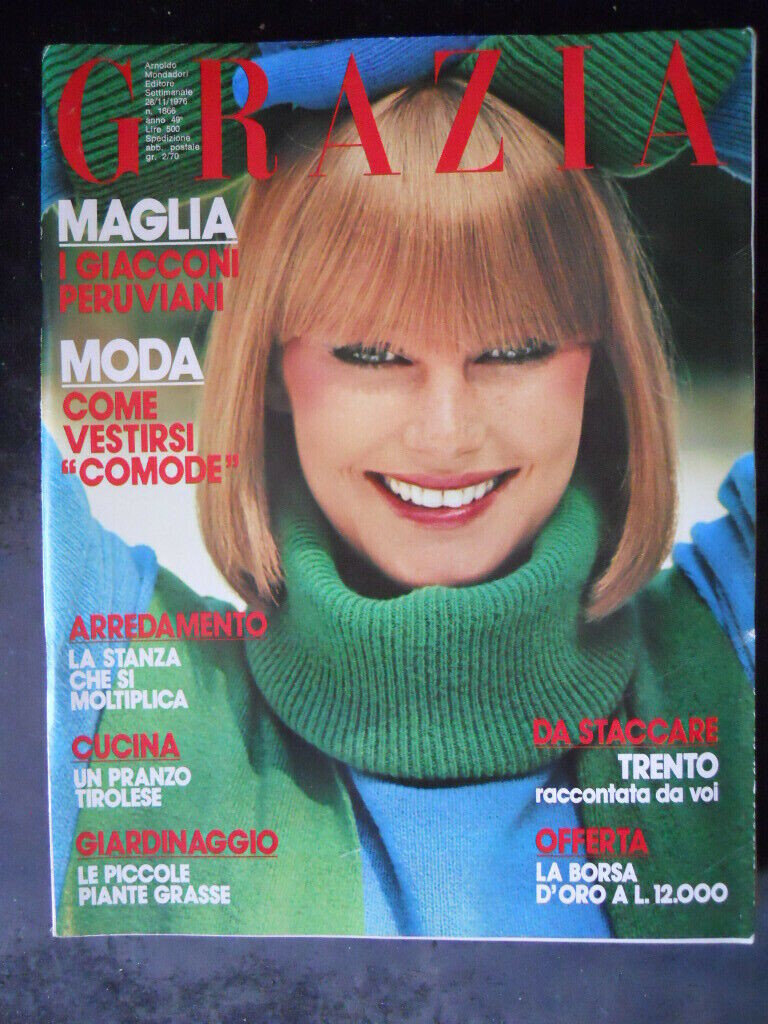 GRAZIA
Arnoldo
Mondadori
Editore
Settimanale
28/11/1976
n. 1866
anno 49°
Lire 500
Spedizione
abb. postale
gr. 2/70
MAGLIA
I GIACCONI
PERUVIANI
MODA
COME
VESTIRSI
“COMODE”
ARREDAMENTO
LA STANZA
CHE SI
MOLTIPLICA
CUCINA
UN PRANZO
TIROLESE
GIARDINAGGIO
LE PICCOLE
PIANTE GRASSE
DA STACCARE
TRENTO
raccontata da voi
OFFERTA
LA BORSA
D'ORO A L. 12.000